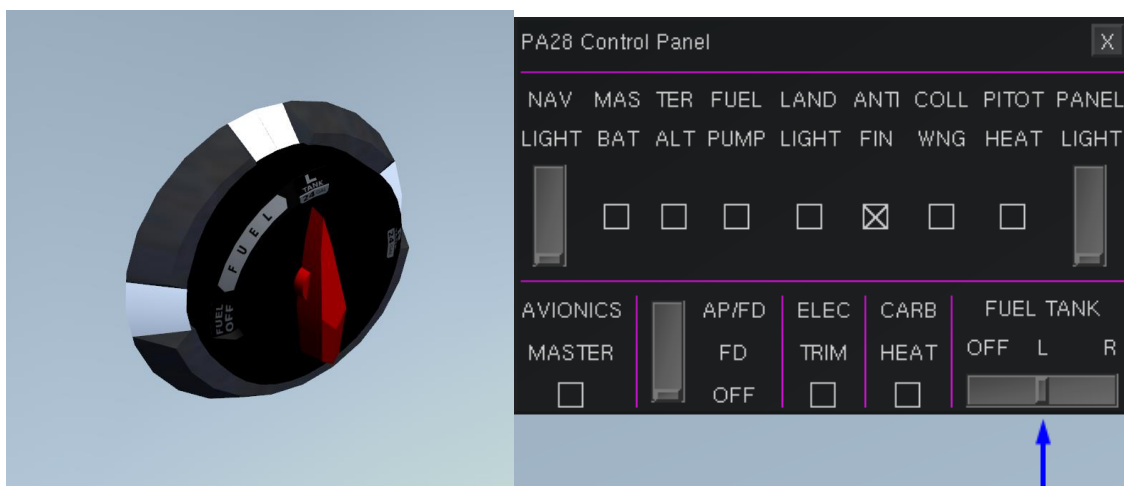 L
TANK
24
FUEL
FUEL
OFF
PA28 Control Panel X
NAV MAS TER FUEL LAND ANTI COLL PITOT PANEL
LIGHT BAT ALT PUMP LIGHT FIN WNG HEAT LIGHT
AVIONICS AP/FD ELEC CARB FUEL TANK
MASTER FD TRIM HEAT OFF L R
OFF